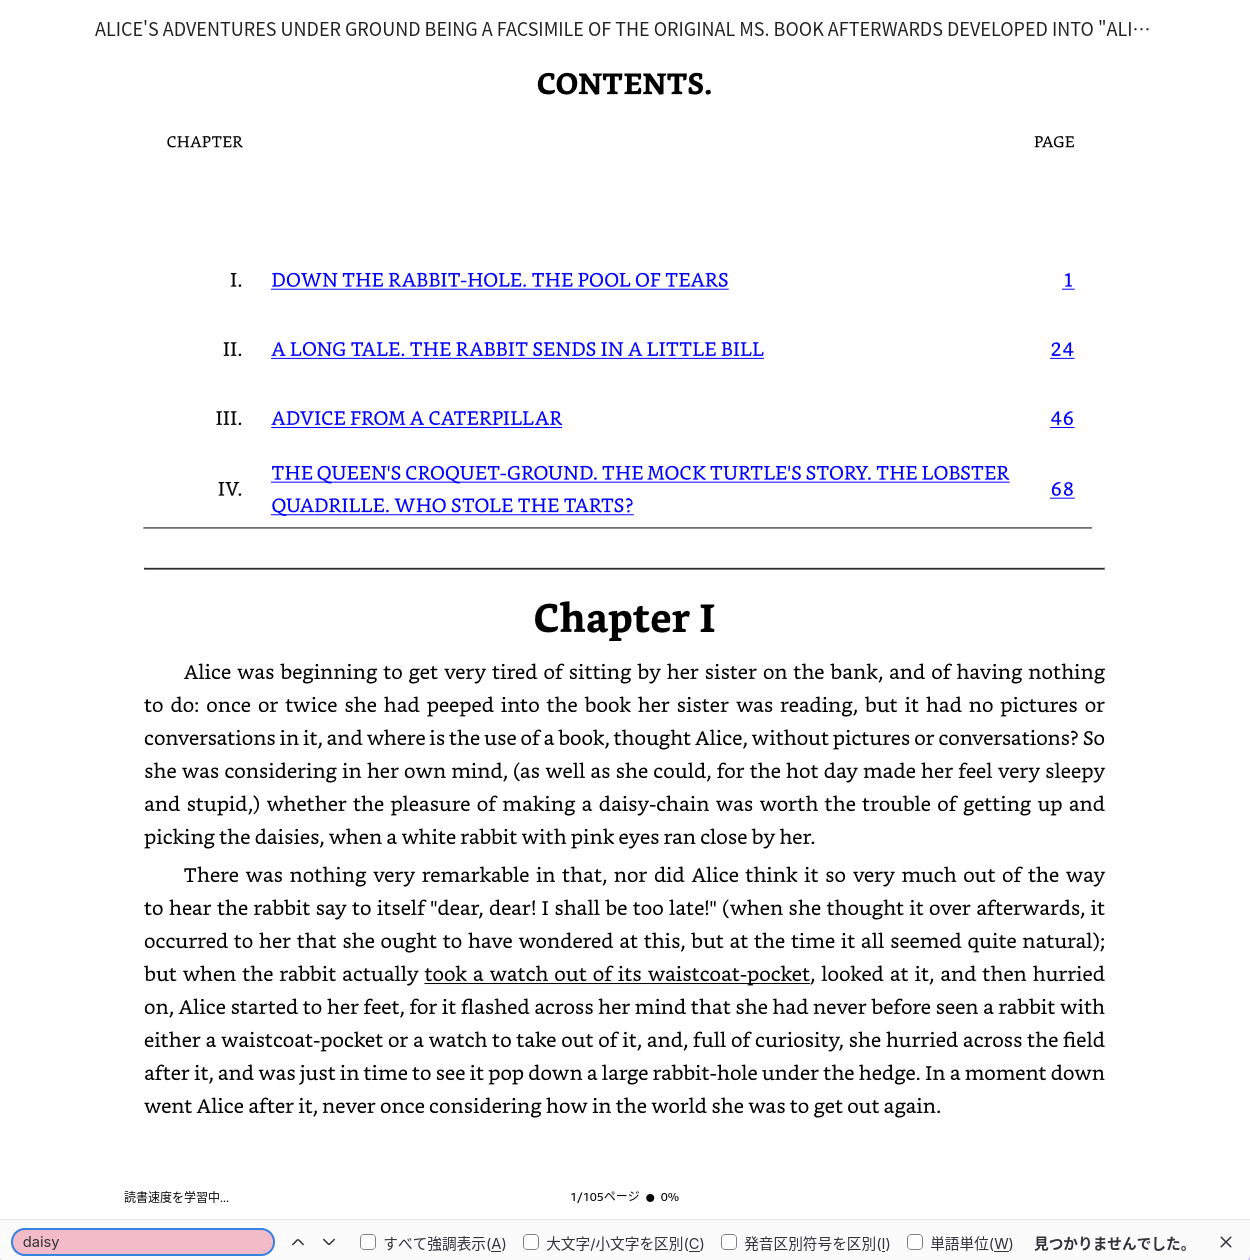 ALICE'S ADVENTURES UNDER GROUND BEING A FACSIMILE OF THE ORIGINAL MS. BOOK AFTERWARDS DEVELOPED INTO "ALI…
CONTENTS.
CHAPTER PAGE
I. DOWN THE RABBIT-HOLE. THE POOL OF TEARS 1
II. A LONG TALE. THE RABBIT SENDS IN A LITTLE BILL 24
III. ADVICE FROM A CATERPILLAR 46
IV. THE QUEEN'S CROQUET-GROUND. THE MOCK TURTLE'S STORY. THE LOBSTER
QUADRILLE. WHO STOLE THE TARTS? 68
Chapter I
Alice was beginning to get very tired of sitting by her sister on the bank, and of having nothing
to do: once or twice she had peeped into the book her sister was reading, but it had no pictures or
conversations in it, and where is the use of a book, thought Alice, without pictures or conversations? So
she was considering in her own mind, (as well as she could, for the hot day made her feel very sleepy
and stupid,) whether the pleasure of making a daisy-chain was worth the trouble of getting up and
picking the daisies, when a white rabbit with pink eyes ran close by her.
There was nothing very remarkable in that, nor did Alice think it so very much out of the way
to hear the rabbit say to itself "dear, dear! I shall be too late!" (when she thought it over afterwards, it
occurred to her that she ought to have wondered at this, but at the time it all seemed quite natural);
but when the rabbit actually took a watch out of its waistcoat-pocket, looked at it, and then hurried
on, Alice started to her feet, for it flashed across her mind that she had never before seen a rabbit with
either a waistcoat-pocket or a watch to take out of it, and, full of curiosity, she hurried across the field
after it, and was just in time to see it pop down a large rabbit-hole under the hedge. In a moment down
went Alice after it, never once considering how in the world she was to get out again.
読書速度を学習中... 1/105ページ ● 0%
daisy すべて強調表示(A) 大文字/小文字を区別(C) 発音区別符号を区別(I) 単語単位(W) 見つかりませんでした。